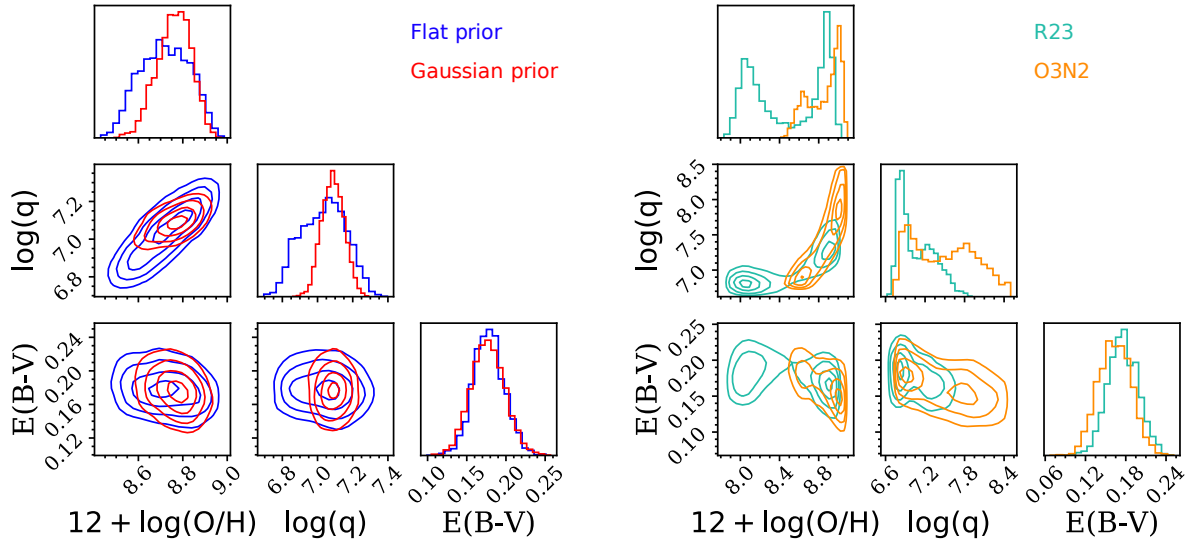 Flat prior
Gaussian prior
R23
O3N2
log(q)
7.2
7.0
6.8
log(q)
8.5
8.0
7.5
7.0
E(B-V)
0.24
0.20
0.16
0.12
E(B-V)
0.25
0.20
0.15
0.10
8.6 8.8 9.0
6.8 7.0 7.2 7.4
0.10 0.15 0.20 0.25
8.0 8.4 8.8
6.6 7.2 7.8 8.4
0.06 0.12 0.18 0.24
12 + log(O/H) log(q) E(B-V)
12 + log(O/H) log(q) E(B-V)